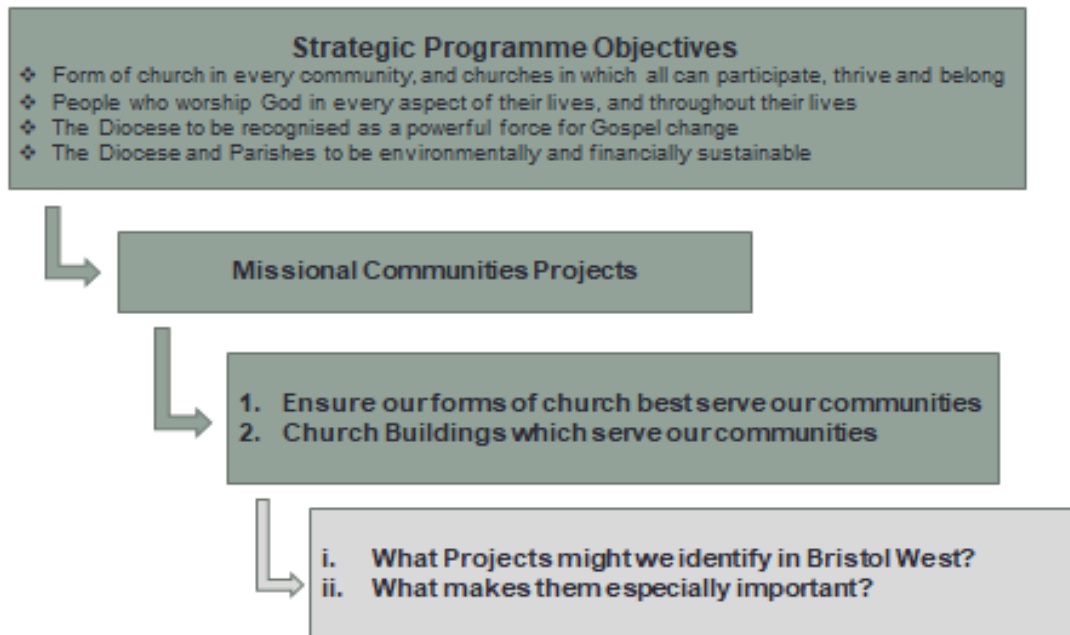 Strategic Programme Objectives
❖ Form of church in every community, and churches in which all can participate, thrive and belong
❖ People who worship God in every aspect of their lives, and throughout their lives
❖ The Diocese to be recognised as a powerful force for Gospel change
❖ The Diocese and Parishes to be environmentally and financially sustainable
Missional Communities Projects
1. Ensure our forms of church best serve our communities
2. Church Buildings which serve our communities
i. What Projects might we identify in Bristol West?
ii. What makes them especially important?